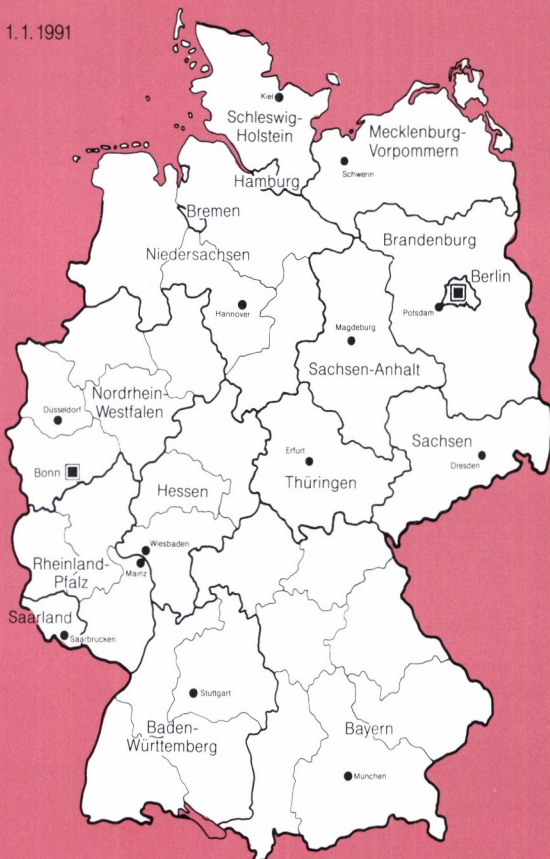 1.1.1991
Kiel
Schleswig-
Holstein
Mecklenburg-
Vorpommern
Schwerin
Hamburg
Bremen
Niedersachsen
Brandenburg
Berlin
Potsdam
Hannover
Magdeburg
Sachsen-Anhalt
Nordrhein-
Westfalen
Düsseldorf
Bonn
Hessen
Erfurt
Thüringen
Sachsen
Dresden
Wiesbaden
Mainz
Rheinland-
Pfalz
Saarland
Saarbrucken
Stuttgart
Baden-
Württemberg
Bayern
München